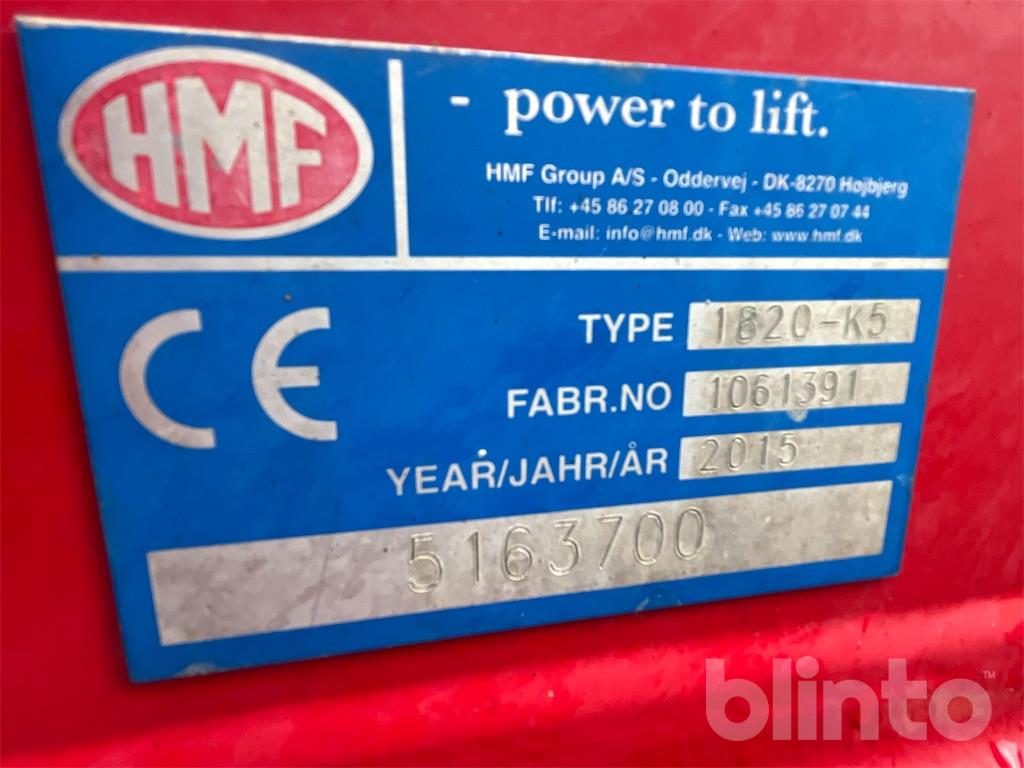 HMF
- power to lift.
HMF Group A/S - Oddervej - DK-8270 Højbjerg
Tlf: +45 86 27 08 00 - Fax +45 86 27 07 44
E-mail: info@hmf.dk - Web: www.hmf.dk
CE
TYPE 1820-K5
FABR.NO 1061391
YEAR/JAHR/ÅR 2015
5163700
blinto™